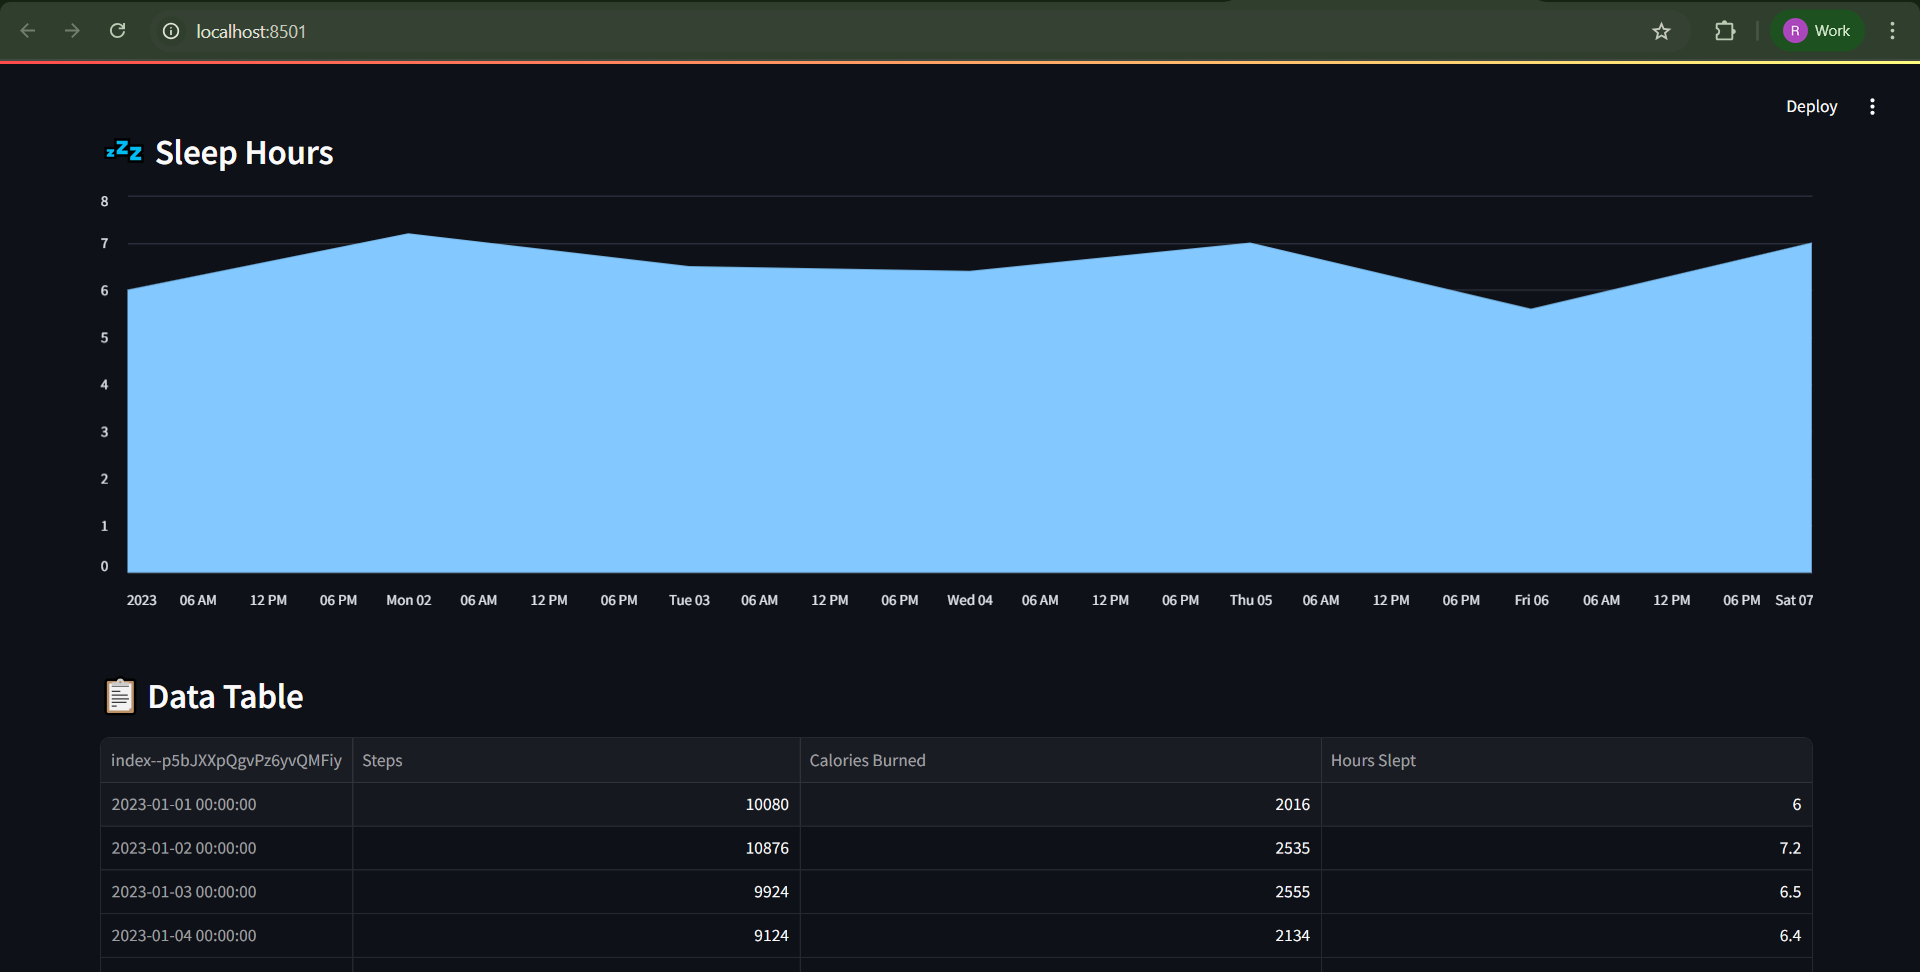 localhost:8501
R Work
Deploy
zzz Sleep Hours
8
7
6
5
4
3
2
1
0
2023 06 AM 12 PM 06 PM Mon 02 06 AM 12 PM 06 PM Tue 03 06 AM 12 PM 06 PM Wed 04 06 AM 12 PM 06 PM Thu 05 06 AM 12 PM 06 PM Fri 06 06 AM 12 PM 06 PM Sat 07
Data Table
index--p5bJXXpQgvPz6yvQMFiy Steps Calories Burned Hours Slept
2023-01-01 00:00:00 10080 2016 6
2023-01-02 00:00:00 10876 2535 7.2
2023-01-03 00:00:00 9924 2555 6.5
2023-01-04 00:00:00 9124 2134 6.4